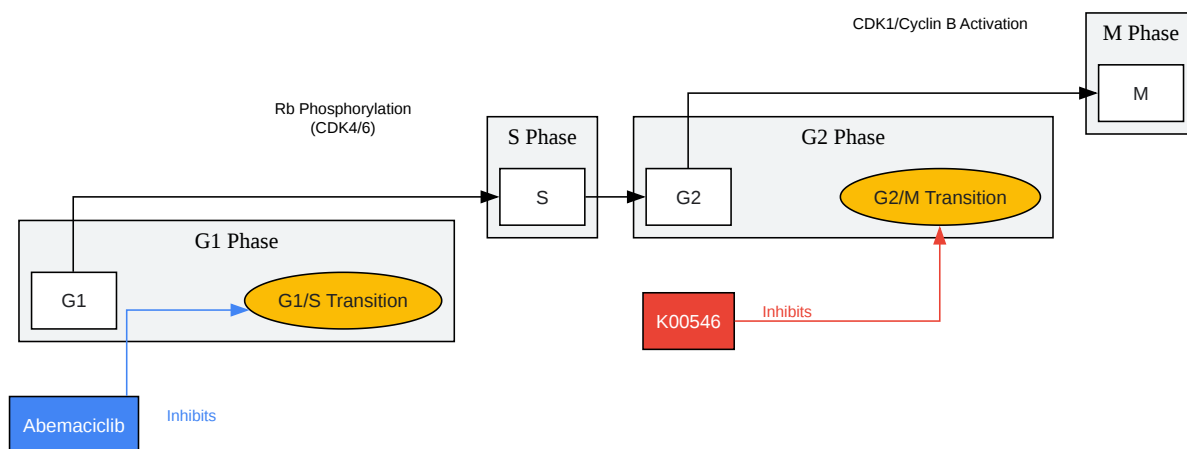 CDK1/Cyclin B Activation
M Phase
M
Rb Phosphorylation
(CDK4/6)
S Phase
S
G2 Phase
G2
G2/M Transition
G1 Phase
G1
G1/S Transition
K00546
Inhibits
Abemaciclib
Inhibits